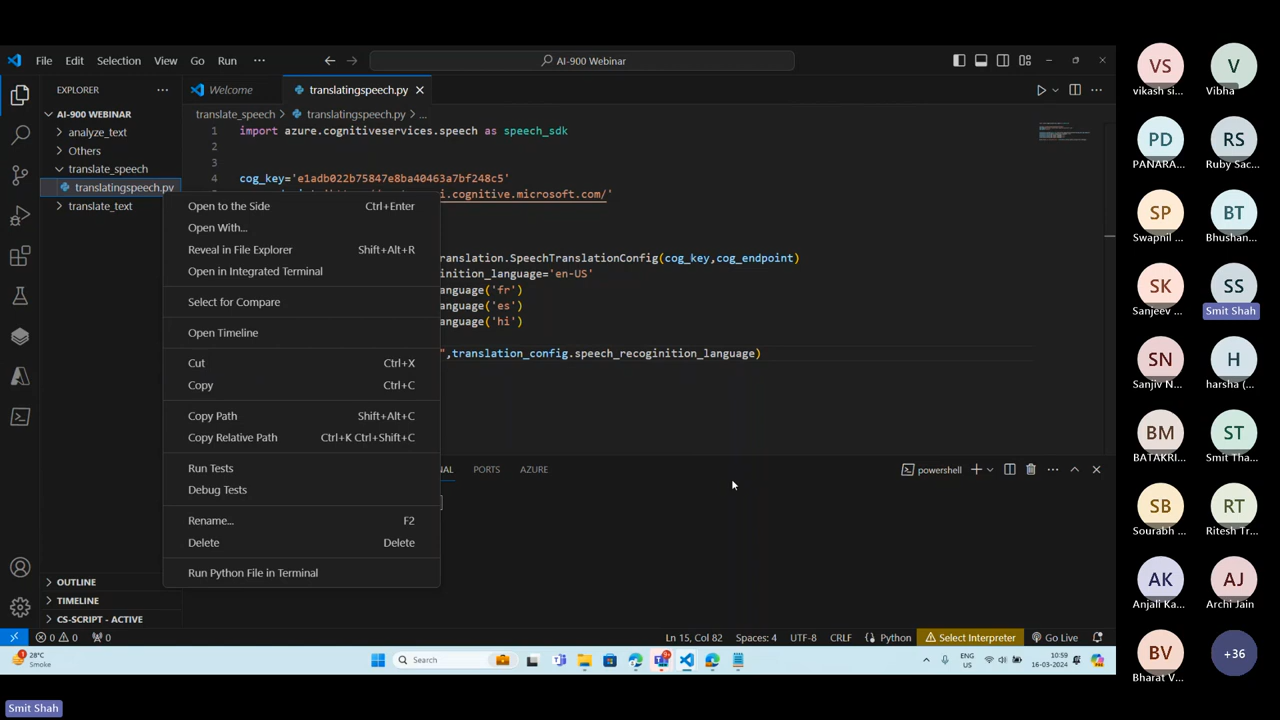 File Edit Selection View Go Run ··· AI-900 Webinar
EXPLORER
AI-900 WEBINAR
analyze_text
Others
translate_speech
translatingspeech.py
translate_text
OUTLINE
TIMELINE
CS-SCRIPT - ACTIVE
Welcome translatingspeech.py
translate_speech > translatingspeech.py > ...
1 import azure.cognitiveservices.speech as speech_sdk
2
3
4 cog_key='e1adb022b75847e8ba40463a7bf248c5'
i.cognitive.microsoft.com/'
ranslation.SpeechTranslationConfig(cog_key,cog_endpoint)
nition_language='en-US'
anguage('fr')
anguage('es')
anguage('hi')
",translation_config.speech_recoginition_language)
Open to the Side Ctrl+Enter
Open With...
Reveal in File Explorer Shift+Alt+R
Open in Integrated Terminal
Select for Compare
Open Timeline
Cut Ctrl+X
Copy Ctrl+C
Copy Path Shift+Alt+C
Copy Relative Path Ctrl+K Ctrl+Shift+C
Run Tests
Debug Tests
Rename... F2
Delete Delete
Run Python File in Terminal
NAL PORTS AZURE powershell
0 0 0 Ln 15, Col 82 Spaces: 4 UTF-8 CRLF Python Select Interpreter Go Live
28°C
Smoke
Search
ENG
US
10:59
16-03-2024
Smit Shah
VS V
vikash si... Vibha
PD RS
PANARA... Ruby Sac...
SP BT
Swapnil ... Bhushan...
SK SS
Sanjeev ... Smit Shah
SN H
Sanjiv N... harsha (...
BM ST
BATAKRI... Smit Tha...
SB RT
Sourabh ... Ritesh Tr...
AK AJ
Anjali Ka... Archi Jain
BV +36
Bharat V...